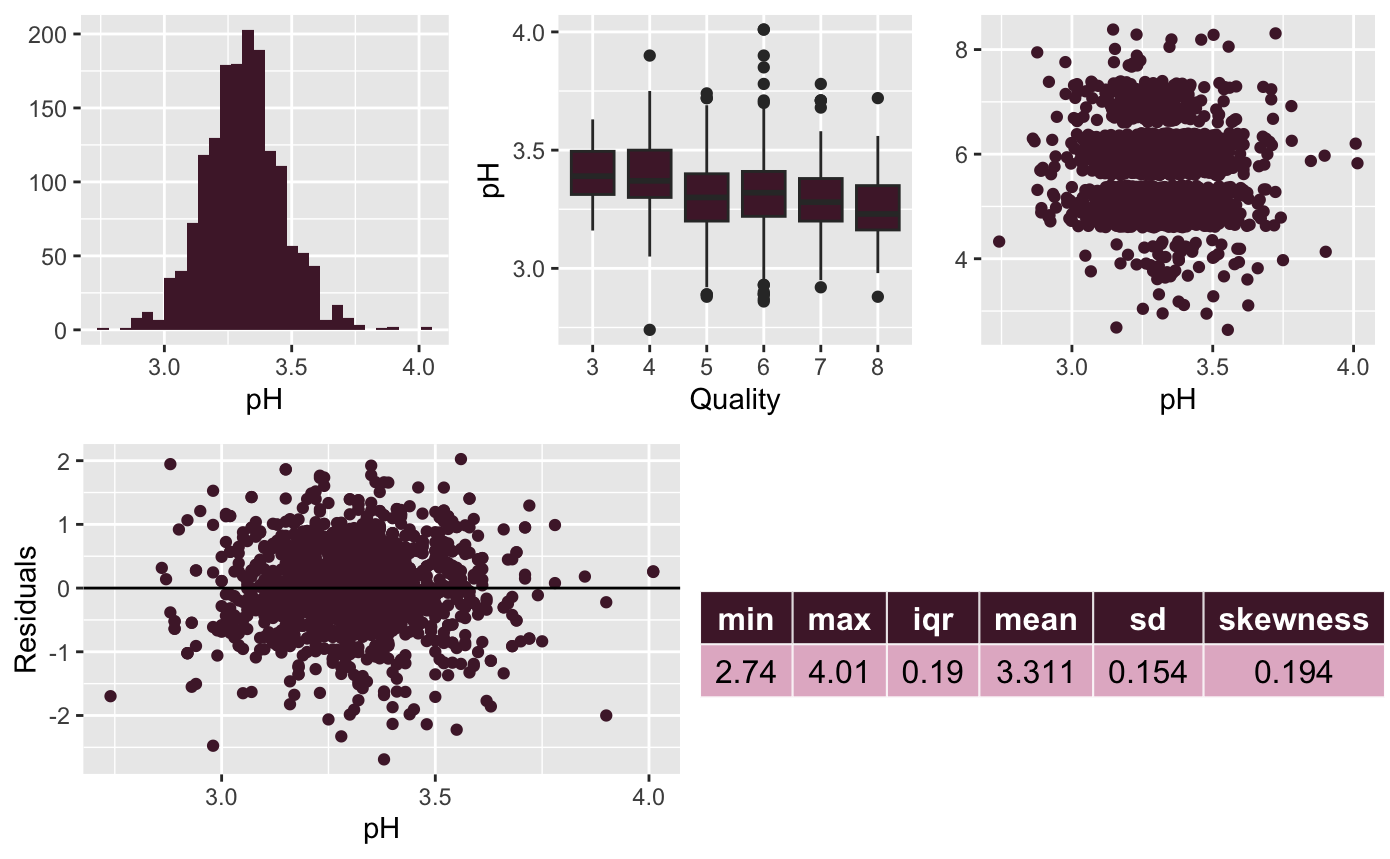 200
150
100
50
0
3.0 3.5 4.0
pH
pH
4.0
3.5
3.0
3 4 5 6 7 8
Quality
8
6
4
3.0 3.5 4.0
pH
Residuals
2
1
0
-1
-2
3.0 3.5 4.0
pH
min max iqr mean sd skewness
2.74 4.01 0.19 3.311 0.154 0.194